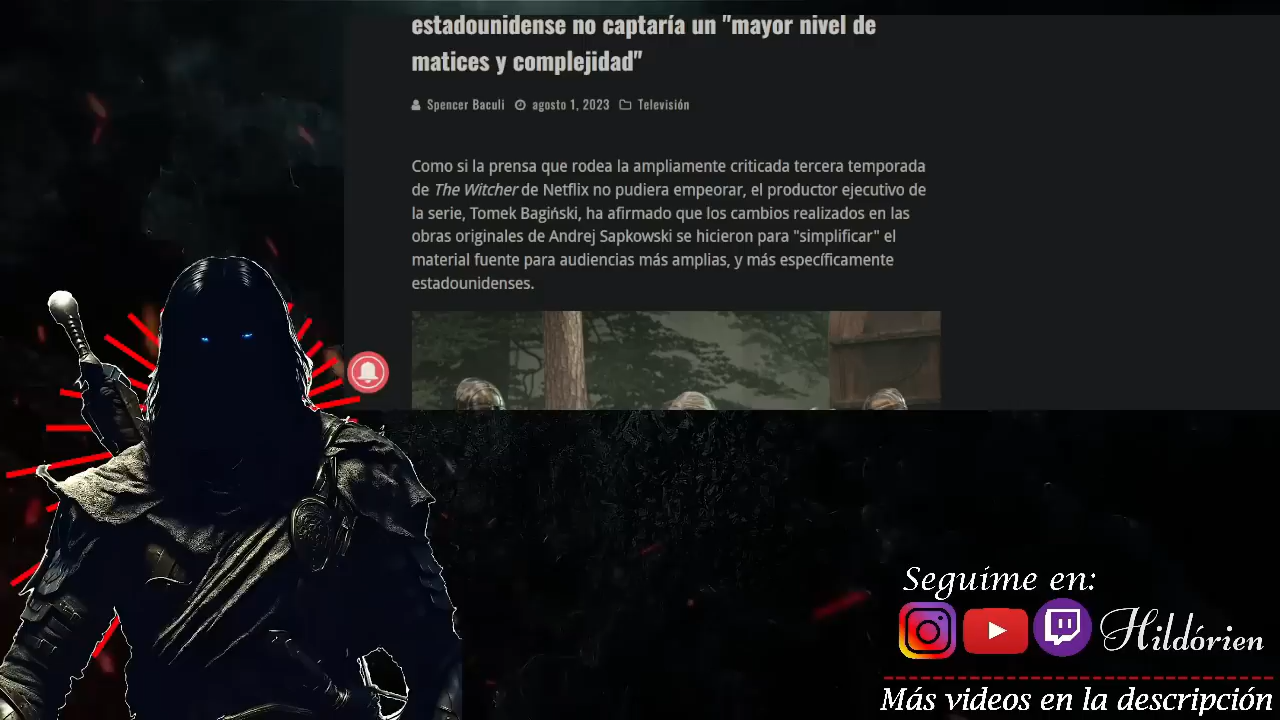 estadounidense no captaría un "mayor nivel de
matices y complejidad"
Spencer Baculi agosto 1, 2023 Televisión
Como si la prensa que rodea la ampliamente criticada tercera temporada
de The Witcher de Netflix no pudiera empeorar, el productor ejecutivo de
la serie, Tomek Bagiński, ha afirmado que los cambios realizados en las
obras originales de Andrej Sapkowski se hicieron para "simplificar" el
material fuente para audiencias más amplias, y más específicamente
estadounidenses.
Seguíme en:
Hildórien
Más videos en la descripción